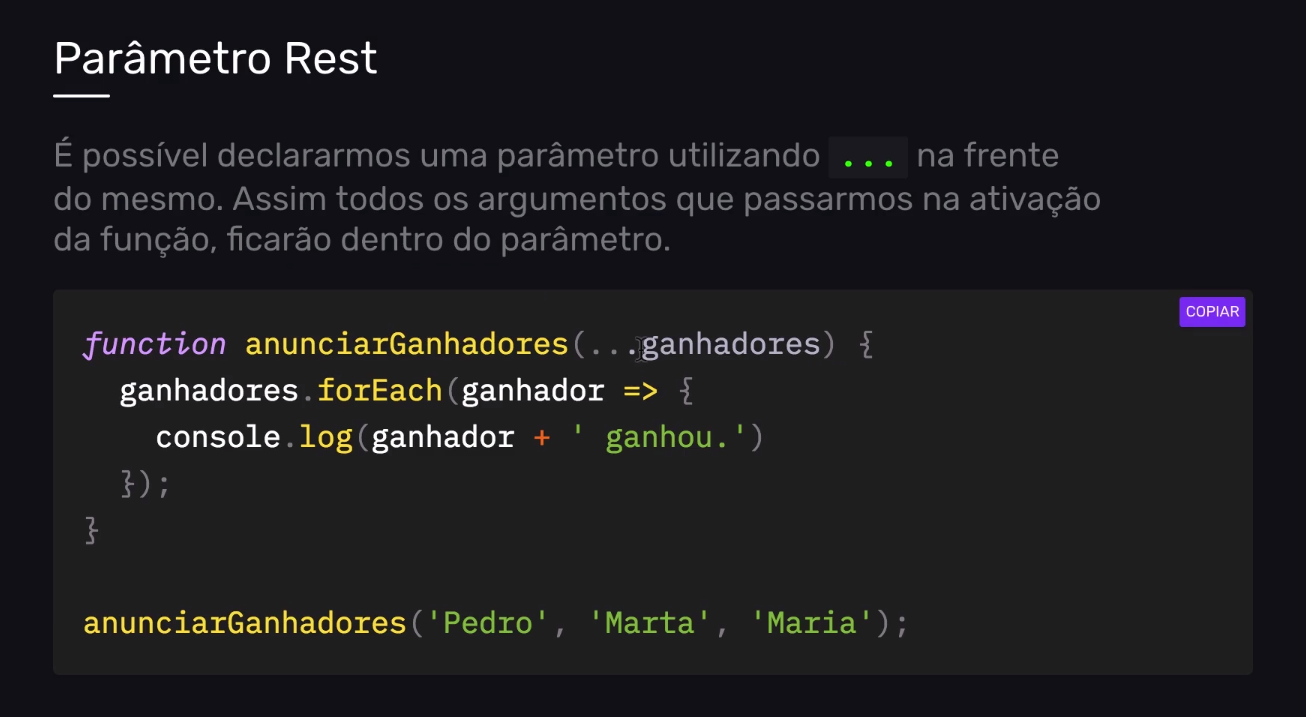 Parâmetro Rest
É possível declararmos uma parâmetro utilizando ... na frente
do mesmo. Assim todos os argumentos que passarmos na ativação
da função, ficarão dentro do parâmetro.
COPIAR
function anunciarGanhadores(...ganhadores) {
  ganhadores.forEach(ganhador => {
    console.log(ganhador + ' ganhou.')
  });
}
anunciarGanhadores('Pedro', 'Marta', 'Maria');